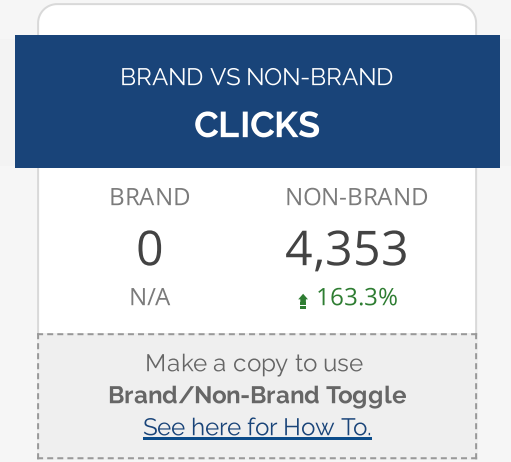 BRAND VS NON-BRAND
CLICKS
BRAND NON-BRAND
0 4,353
N/A 163.3%
Make a copy to use
Brand/Non-Brand Toggle
See here for How To.